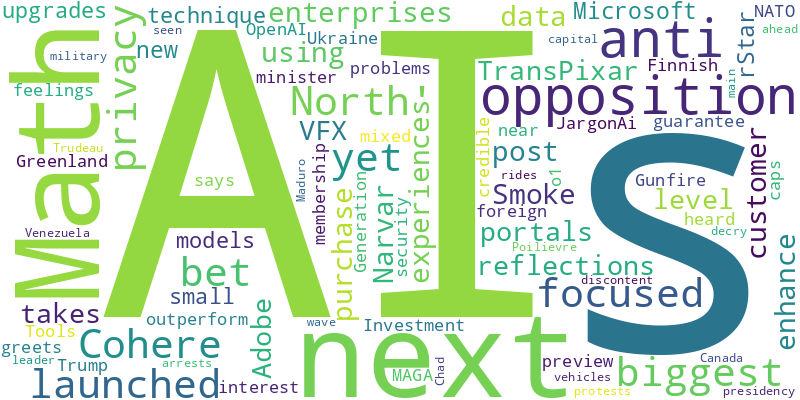 upgrades
privacy
technique
enterprises
data
Microsoft
NATO
seen
OpenAI
Ukraine
capital
anti
rStar
ahead
military
new
using
minister
problems
TransPixar
Finnish
main
feelings
Math
AI
North
opposition
S
Trudeau
VFX
mixed
near
JargonAi
guarantee
Greenland
yet
post
credible
experiences
customer
says
Maduro
membership
Generation
security
Narvar
rides
o1
Smoke
Gunfire
level
caps
purchase
foreign
heard
Venezuela
models
portals
decry
bet
Poilievre
takes
small
reflections
discontent
focused
enhance
Tools
outperform
Adobe
wave
Investment
next
greets
Cohere
leader
arrests
Trump
preview
Canada
launched
interest
MAGA
Chad
vehicles
biggest
protests
presidency